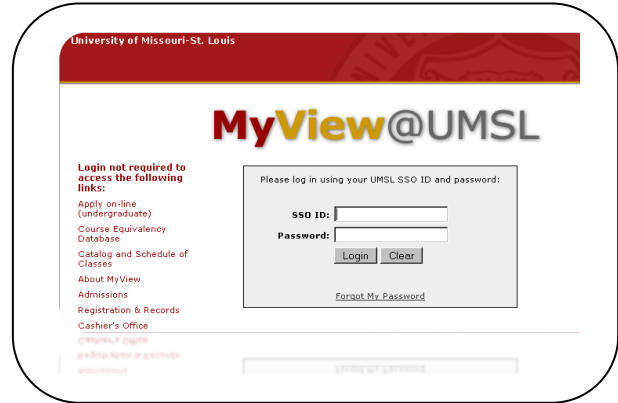 University of Missouri-St. Louis
MyView@UMSL
Login not required to
access the following
links:
Apply on-line
(undergraduate)
Course Equivalency
Database
Catalog and Schedule of
Classes
About MyView
Admissions
Registration & Records
Cashier's Office
Please log in using your UMSL SSO ID and password:
SSO ID:
Password:
Login Clear
Forgot My Password